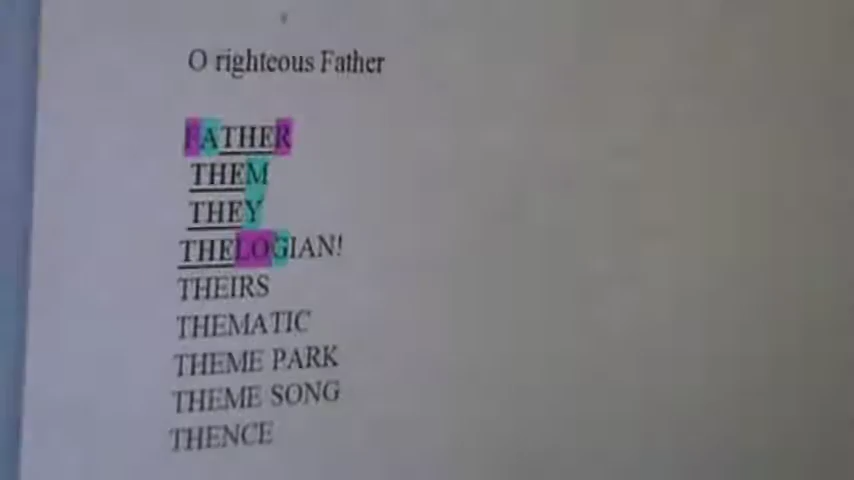 O righteous Father
FATHER
THEM
THEY
THELOGIAN!
THEIRS
THEMATIC
THEME PARK
THEME SONG
THENCE